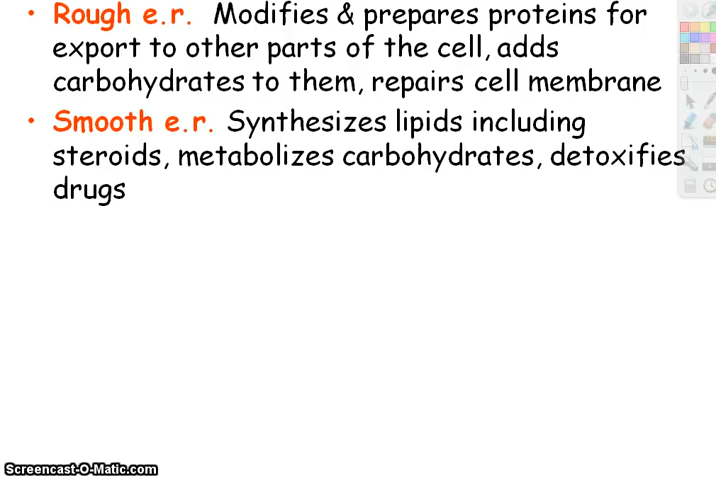 • Rough e.r. Modifies & prepares proteins for
export to other parts of the cell, adds
carbohydrates to them, repairs cell membrane
• Smooth e.r. Synthesizes lipids including
steroids, metabolizes carbohydrates, detoxifies
drugs
Screencast-O-Matic.com